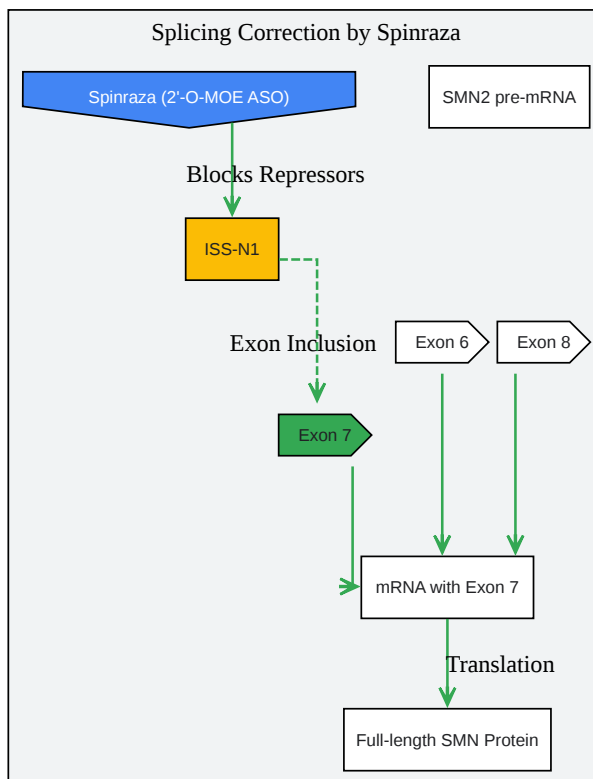 Splicing Correction by Spinraza
Spinraza (2'-O-MOE ASO)
SMN2 pre-mRNA
Blocks Repressors
ISS-N1
Exon Inclusion
Exon 6
Exon 8
Exon 7
mRNA with Exon 7
Translation
Full-length SMN Protein